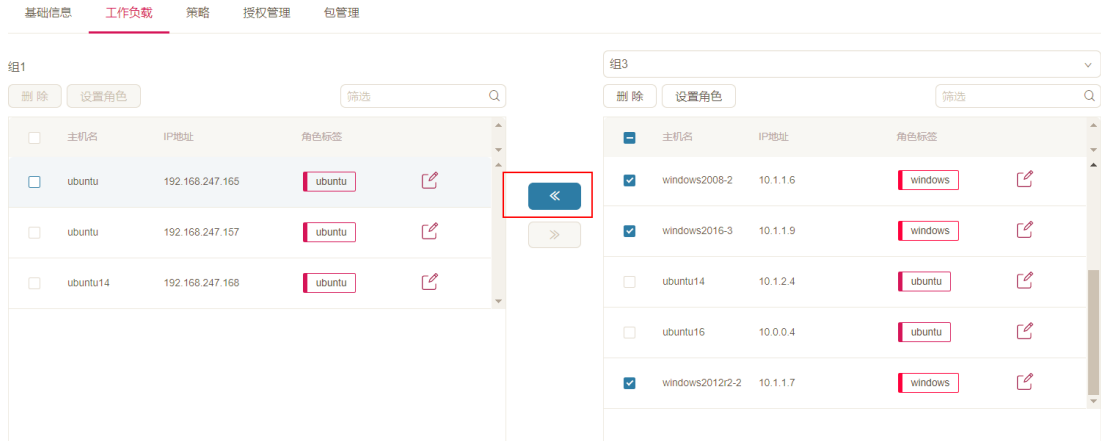 基础信息 工作负载 策略 授权管理 包管理
组1
删 除 设置角色 筛选
主机名 IP地址 角色标签
ubuntu 192.168.247.165 ubuntu
ubuntu 192.168.247.157 ubuntu
ubuntu14 192.168.247.168 ubuntu
组3
删 除 设置角色 筛选
主机名 IP地址 角色标签
windows2008-2 10.1.1.6 windows
windows2016-3 10.1.1.9 windows
ubuntu14 10.1.2.4 ubuntu
ubuntu16 10.0.0.4 ubuntu
windows2012r2-2 10.1.1.7 windows